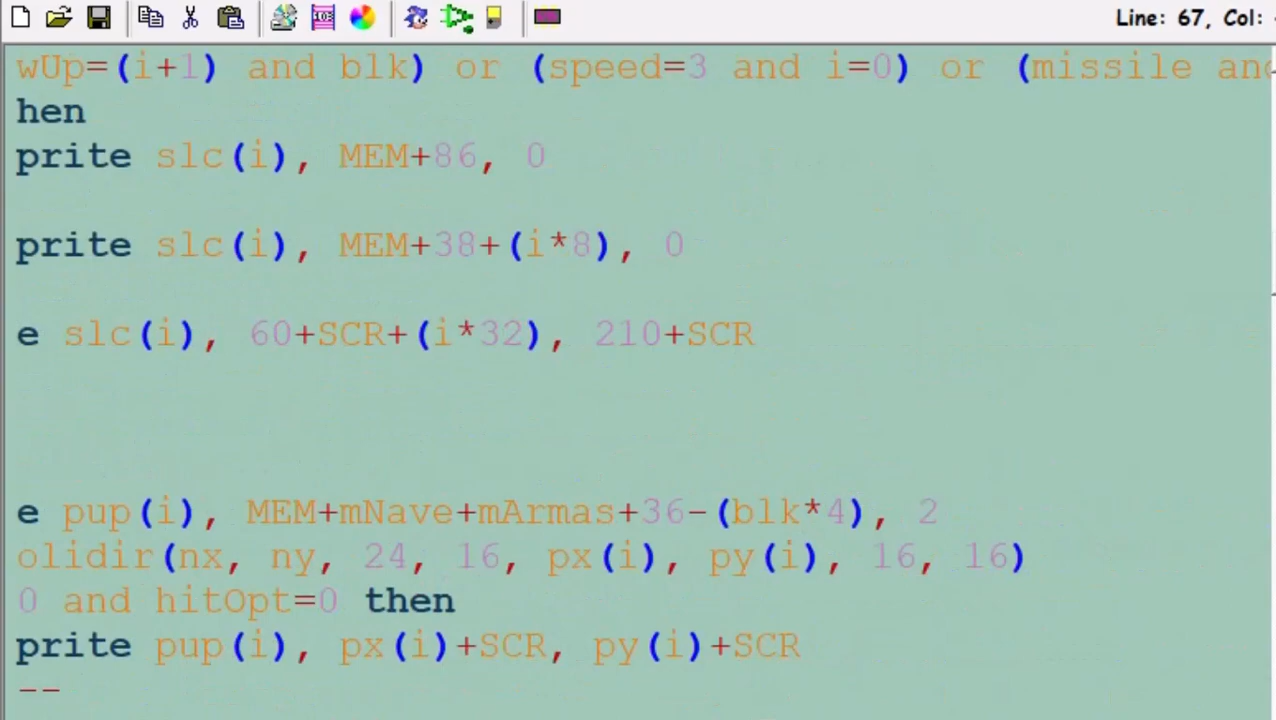 Line: 67, Col:
wUp=(i+1) and blk) or (speed=3 and i=0) or (missile and
hen
prite slc(i), MEM+86, 0
prite slc(i), MEM+38+(i*8), 0
e slc(i), 60+SCR+(i*32), 210+SCR
e pup(i), MEM+mNave+mArmas+36-(blk*4), 2
olidir(nx, ny, 24, 16, px(i), py(i), 16, 16)
0 and hitOpt=0 then
prite pup(i), px(i)+SCR, py(i)+SCR
--